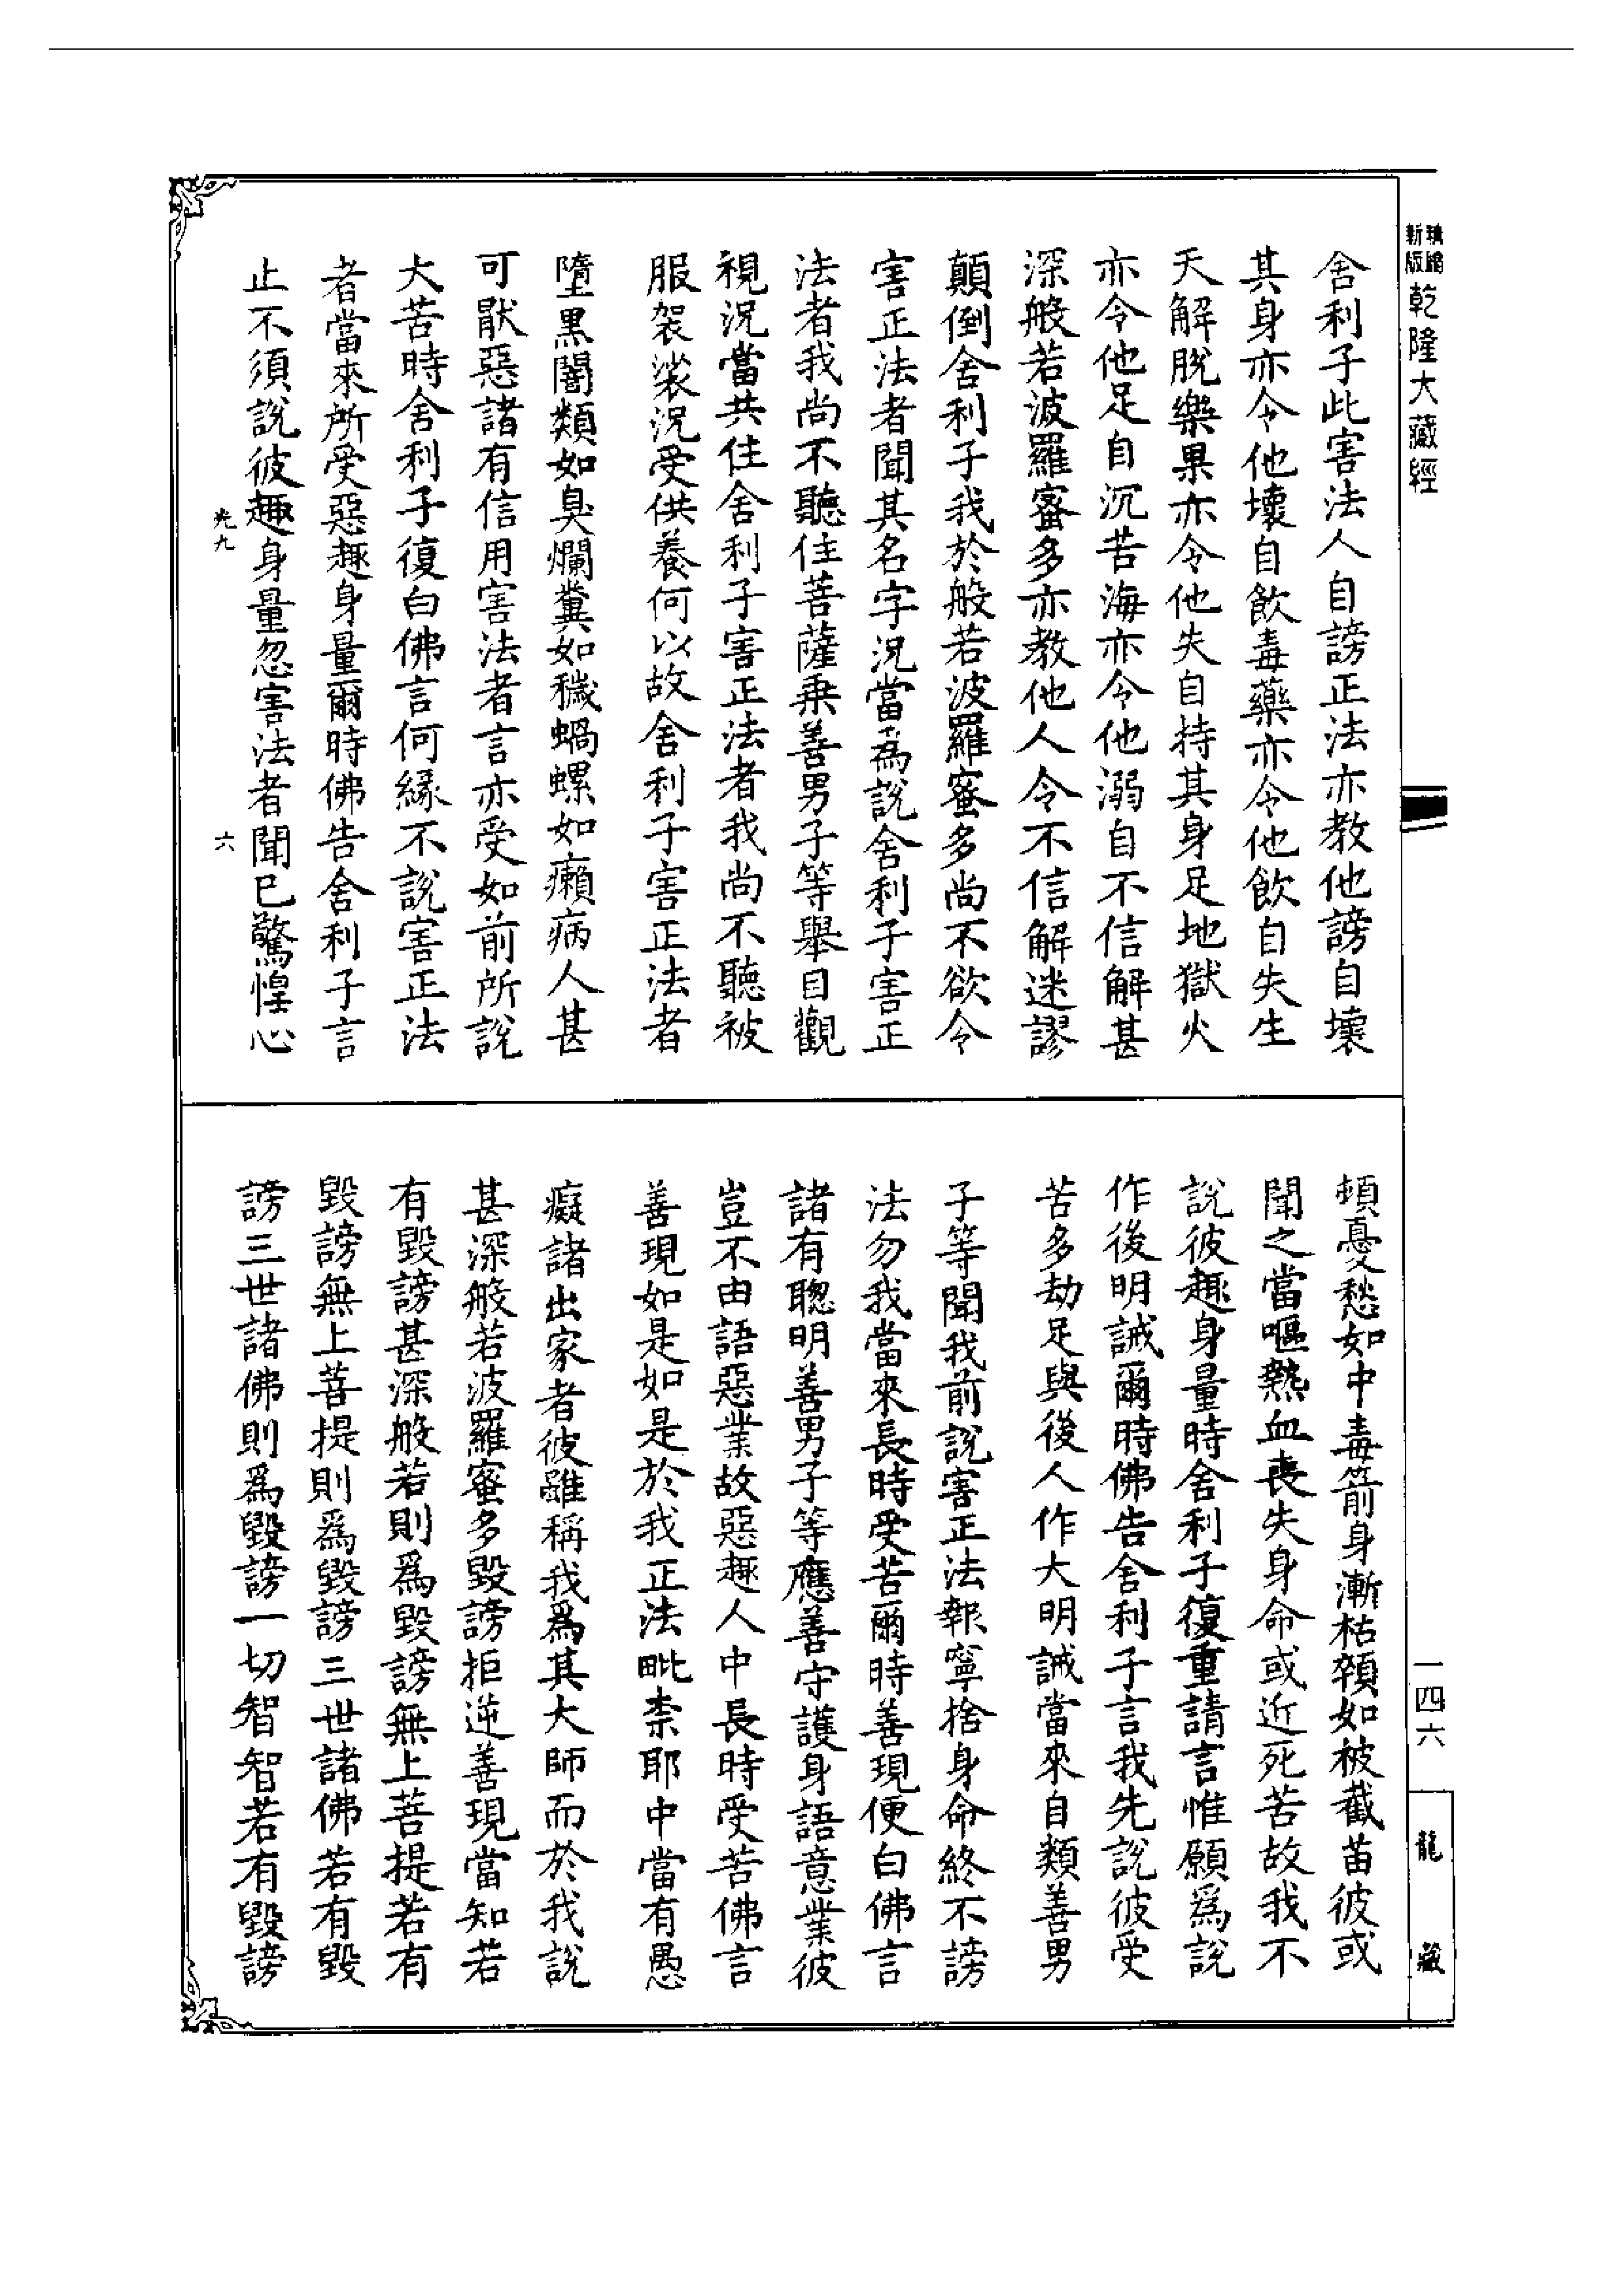 新版
乾隆大藏經
舍利子此害法人自謗正法亦教他謗自壞
其身亦令他壞自飲毒藥亦令他飲自失生
天解脫樂果亦令他失自持其身足地獄火
亦令他足自沉苦海亦令他溺自不信解甚
深般若波羅蜜多亦教他人令不信解迷謬
顛倒舍利子我於般若波羅蜜多尚不欲令
害正法者聞其名字況當為說舍利子害正
法者我尚不聽住菩薩乗善男子等舉目觀
視況當共住舍利子害正法者我尚不聽被
服袈裟況受供養何以故舍利子害正法者
墮黑闇類如臭爛糞如穢蝸螺如癩病人甚
可猒惡諸有信用害法者言亦受如前所說
大苦時舍利子復白佛言何緣不說害正法
者當來所受惡趣身量爾時佛告舍利子言
止不須說彼趣身量忽害法者聞已驚惶心
光九
六
頓憂愁如中毒箭身漸枯顇如被截苗彼或
聞之當嘔熱血喪失身命或近死苦故我不
說彼趣身量時舍利子復重請言惟願爲說
作後明誡爾時佛告舍利子言我先說彼受
苦多劫足與後人作大明誡當來自類善男
子等聞我前說害正法報寧捨身命終不謗
法勿我當來長時受苦爾時善現便白佛言
諸有聰明善男子等應善守護身語意業彼
豈不由語惡業故惡趣人中長時受苦佛言
善現如是如是於我正法毗柰耶中當有愚
癡諸出家者彼雖稱我爲其大師而於我說
甚深般若波羅蜜多毀謗拒逆善現當知若
有毀謗甚深般若則爲毀謗無上菩提若有
毀謗無上菩提則爲毀謗三世諸佛若有毀
謗三世諸佛則爲毀謗一切智智若有毀謗
一四六
龍藏